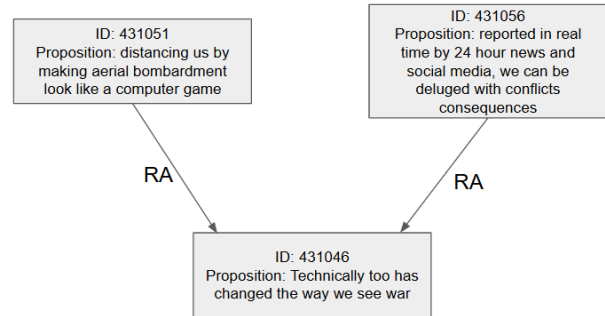 ID: 431051
Proposition: distancing us by
making aerial bombardment
look like a computer game
ID: 431056
Proposition: reported in real
time by 24 hour news and
social media, we can be
deluged with conflicts
consequences
RA
RA
ID: 431046
Proposition: Technically too has
changed the way we see war